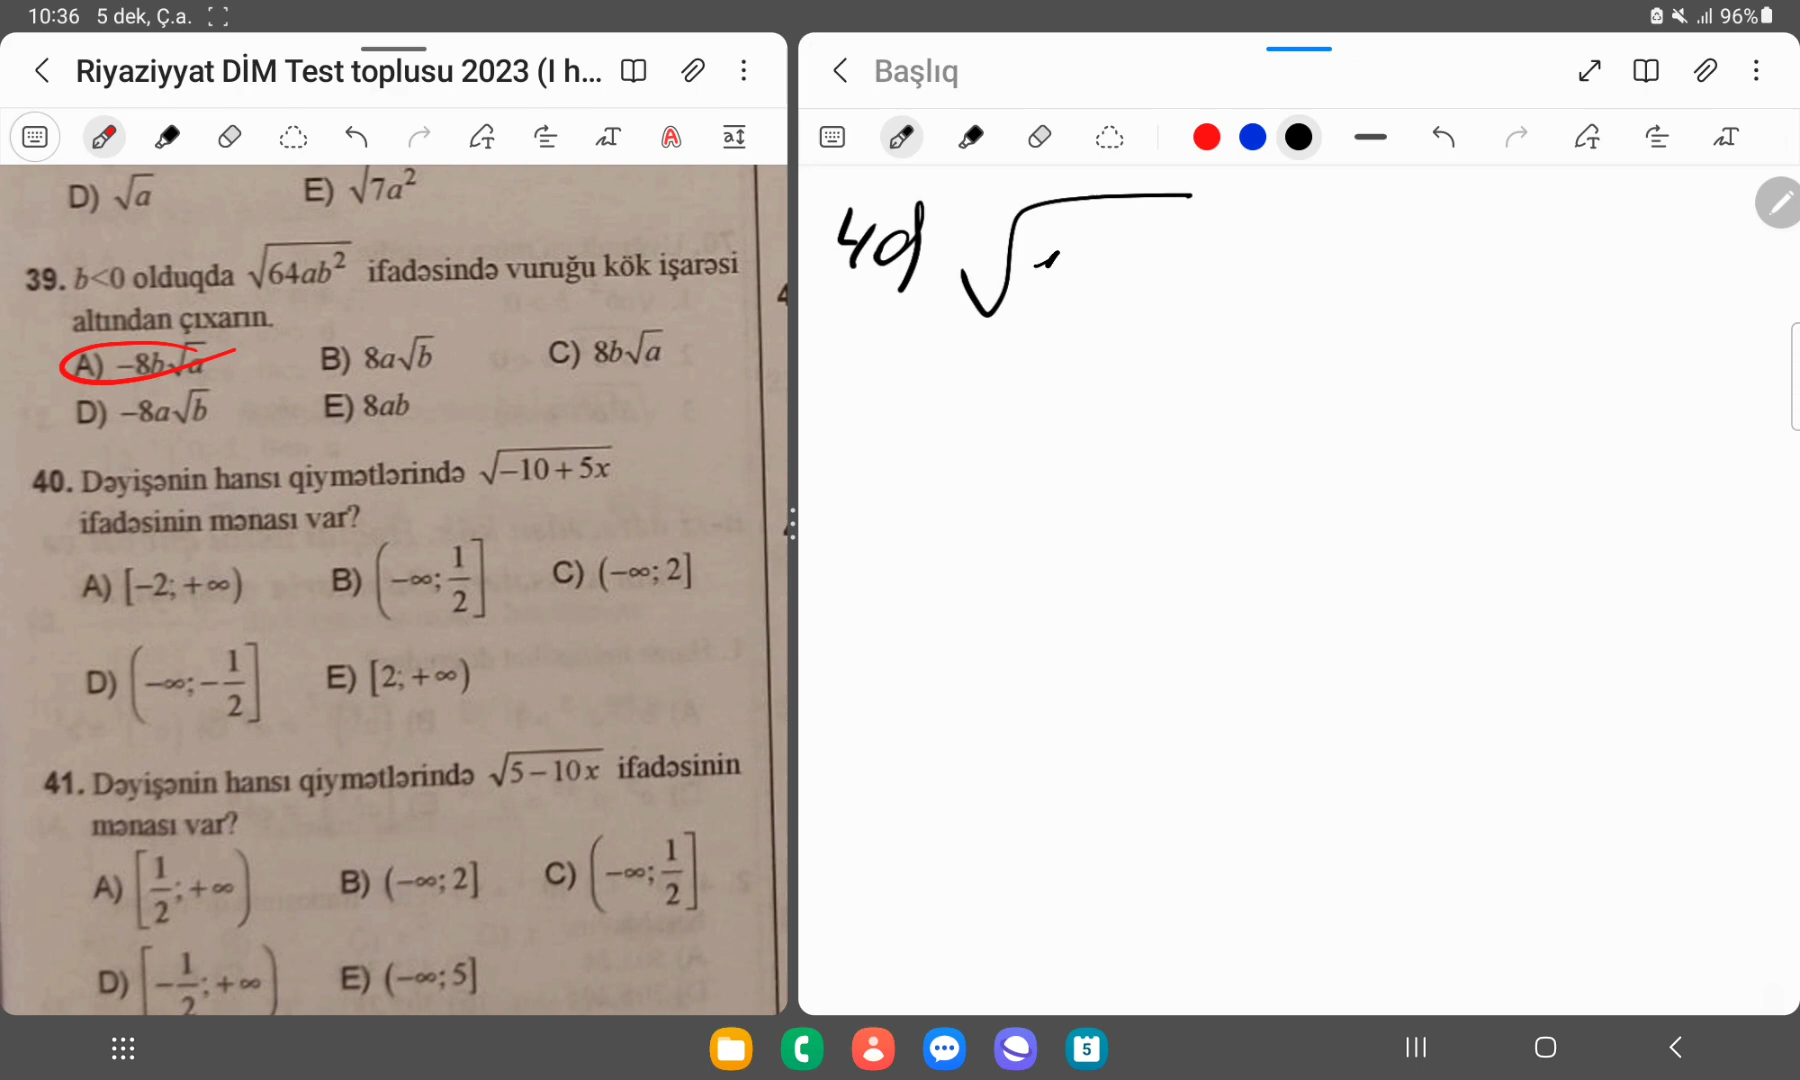 10:36 5 dek, Ç.a. 96%
Riyaziyyat DİM Test toplusu 2023 (I h...
D) √a E) √7a²
39. b<0 olduqda √64ab² ifadəsində vuruğu kök işarəsi
altından çıxarın.
A) −8b√a B) 8a√b C) 8b√a
D) −8a√b E) 8ab
40. Dəyişənin hansı qiymətlərində √−10+5x
ifadəsinin mənası var?
A) [−2; +∞) B) (−∞; 1/2] C) (−∞; 2]
D) (−∞; −1/2] E) [2; +∞)
41. Dəyişənin hansı qiymətlərində √5−10x ifadəsinin
mənası var?
A) [1/2; +∞) B) (−∞; 2] C) (−∞; 1/2]
D) [−1/2; +∞) E) (−∞; 5]
Başlıq
40) √
5